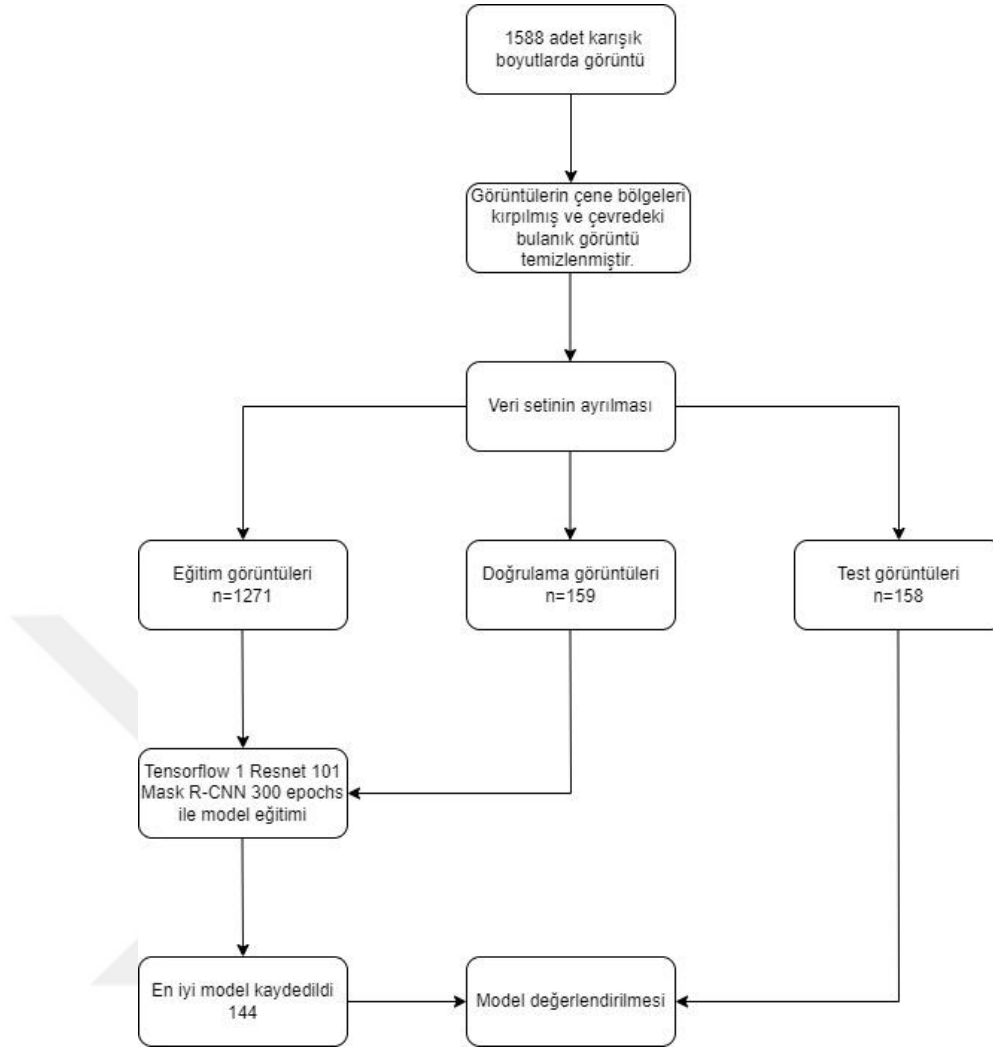 1588 adet karışık
boyutlarda görüntü
Görüntülerin çene bölgeleri
kırpılmış ve çevredeki
bulanık görüntü
temizlenmiştir.
Veri setinin ayrılması
Eğitim görüntüleri
n=1271
Doğrulama görüntüleri
n=159
Test görüntüleri
n=158
Tensorflow 1 Resnet 101
Mask R-CNN 300 epochs
ile model eğitimi
En iyi model kaydedildi
144
Model değerlendirilmesi